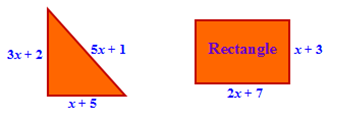 3x + 2
5x + 1
x + 5
Rectangle
x + 3
2x + 7